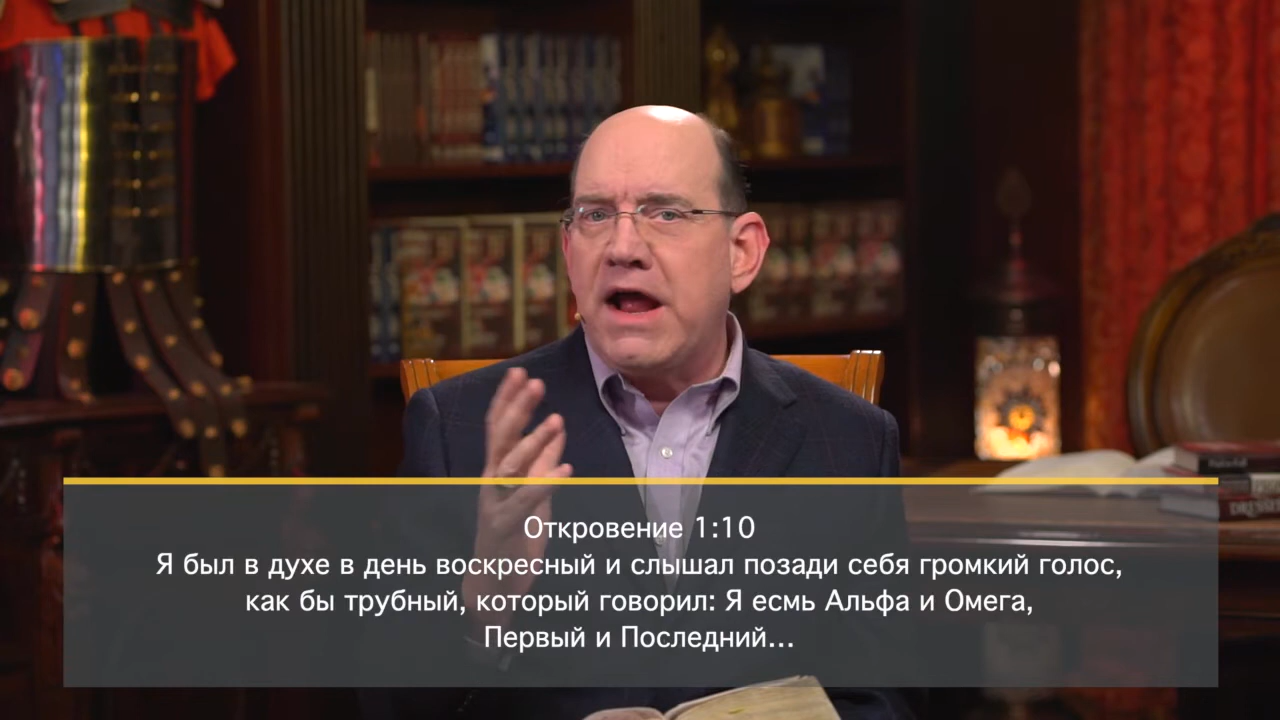 Откровение 1:10
Я был в духе в день воскресный и слышал позади себя громкий голос,
как бы трубный, который говорил: Я есмь Альфа и Омега,
Первый и Последний...